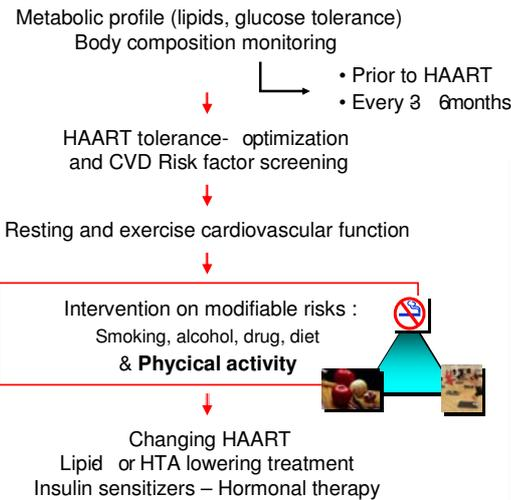 Metabolic profile (lipids, glucose tolerance)
Body composition monitoring
• Prior to HAART
• Every 3 6months
HAART tolerance- optimization
and CVD Risk factor screening
Resting and exercise cardiovascular function
Intervention on modifiable risks :
Smoking, alcohol, drug, diet
& Phycical activity
Changing HAART
Lipid or HTA lowering treatment
Insulin sensitizers – Hormonal therapy